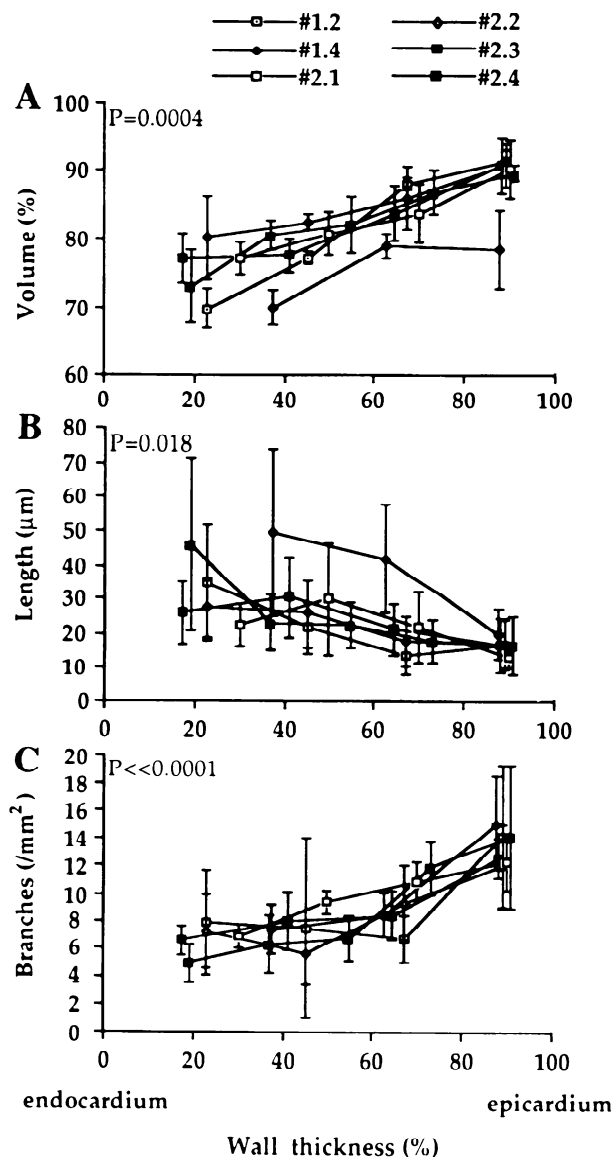 #1.2 #2.2
#1.4 #2.3
#2.1 #2.4
A
P=0.0004
Volume (%)
100
90
80
70
60
0 20 40 60 80 100
B
P=0.018
Length (μm)
80
70
60
50
40
30
20
10
0
0 20 40 60 80 100
C
P<<0.0001
Branches (/mm²)
20
18
16
14
12
10
8
6
4
2
0
0 20 40 60 80 100
endocardium epicardium
Wall thickness (%)